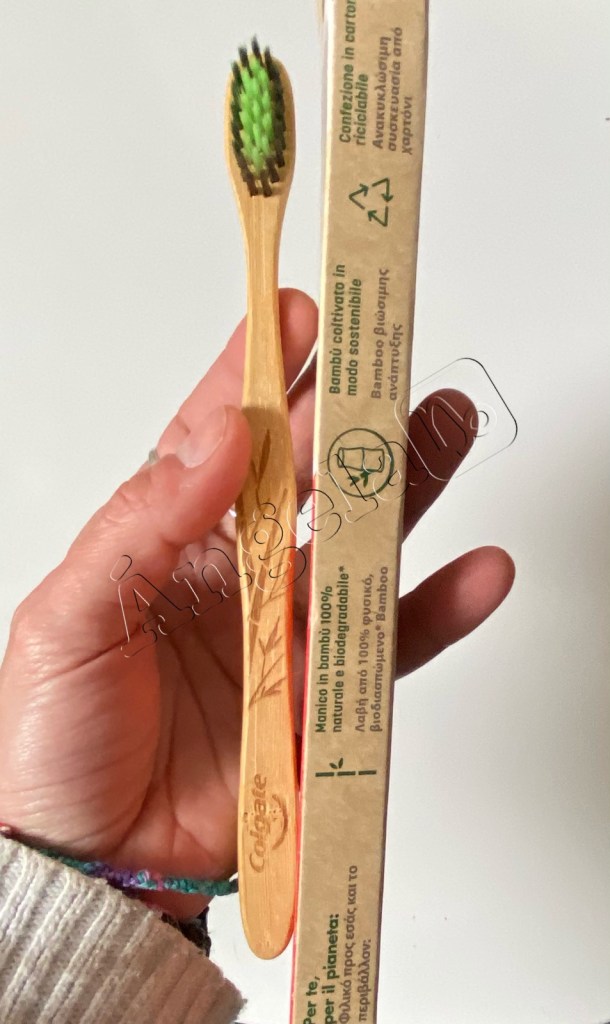 Confezione in carton
riciclabile
Ανακυκλώσιμη
συσκευασία από
χαρτόνι
Bambù coltivato in
modo sostenibile
Bamboo βιώσιμης
ανάπτυξης
Manico in bambù 100%
naturale e biodegradabile*
Λαβή από 100% φυσικό,
βιοδιασπώμενο* Bamboo
Per te,
per il pianeta:
Φιλικό προς εσάς και το
περιβάλλον:
Colgate
Angelan.